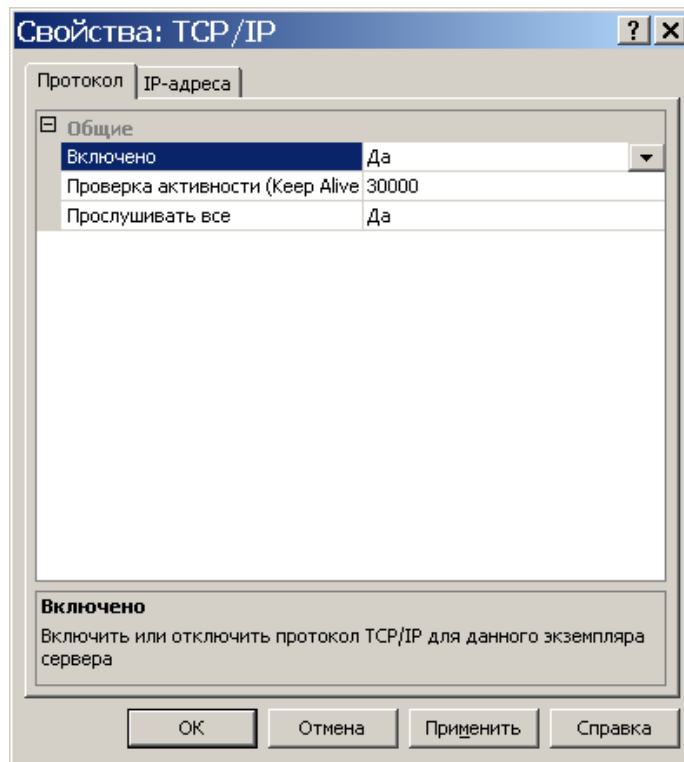 Свойства: TCP/IP
Протокол
IP-адреса
Общие
Включено Да
Проверка активности (Keep Alive 30000
Прослушивать все Да
Включено
Включить или отключить протокол TCP/IP для данного экземпляра
сервера
ОК Отмена Применить Справка